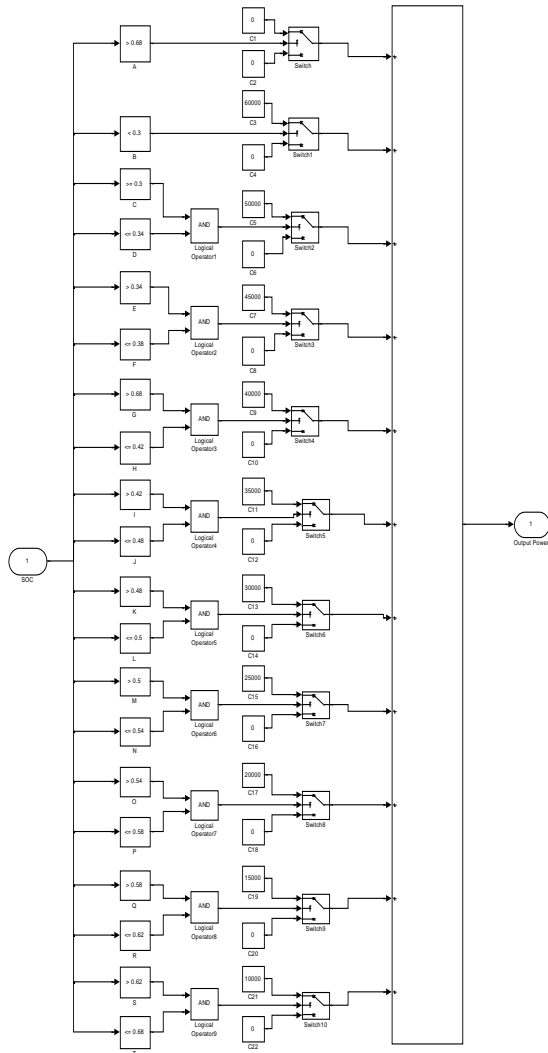 0
C1
> 0.68
A
Switch
0
C2
60000
C3
< 0.3
B
Switch1
0
C4
>= 0.3
C
50000
C5
AND
Logical
Operator1
Switch2
<= 0.34
D
0
C6
> 0.34
E
45000
C7
AND
Logical
Operator2
Switch3
<= 0.38
F
0
C8
> 0.68
G
40000
C9
AND
Logical
Operator3
Switch4
<= 0.42
H
0
C10
> 0.42
I
35000
C11
AND
Logical
Operator4
Switch5
<= 0.48
J
0
C12
1
SOC
1
Output Power
> 0.48
K
30000
C13
AND
Logical
Operator5
Switch6
<= 0.5
L
0
C14
> 0.5
M
25000
C15
AND
Logical
Operator6
Switch7
<= 0.54
N
0
C16
> 0.54
O
20000
C17
AND
Logical
Operator7
Switch8
<= 0.58
P
0
C18
> 0.58
Q
15000
C19
AND
Logical
Operator8
Switch9
<= 0.62
R
0
C20
> 0.62
S
10000
C21
AND
Logical
Operator9
Switch10
<= 0.68
0
C22